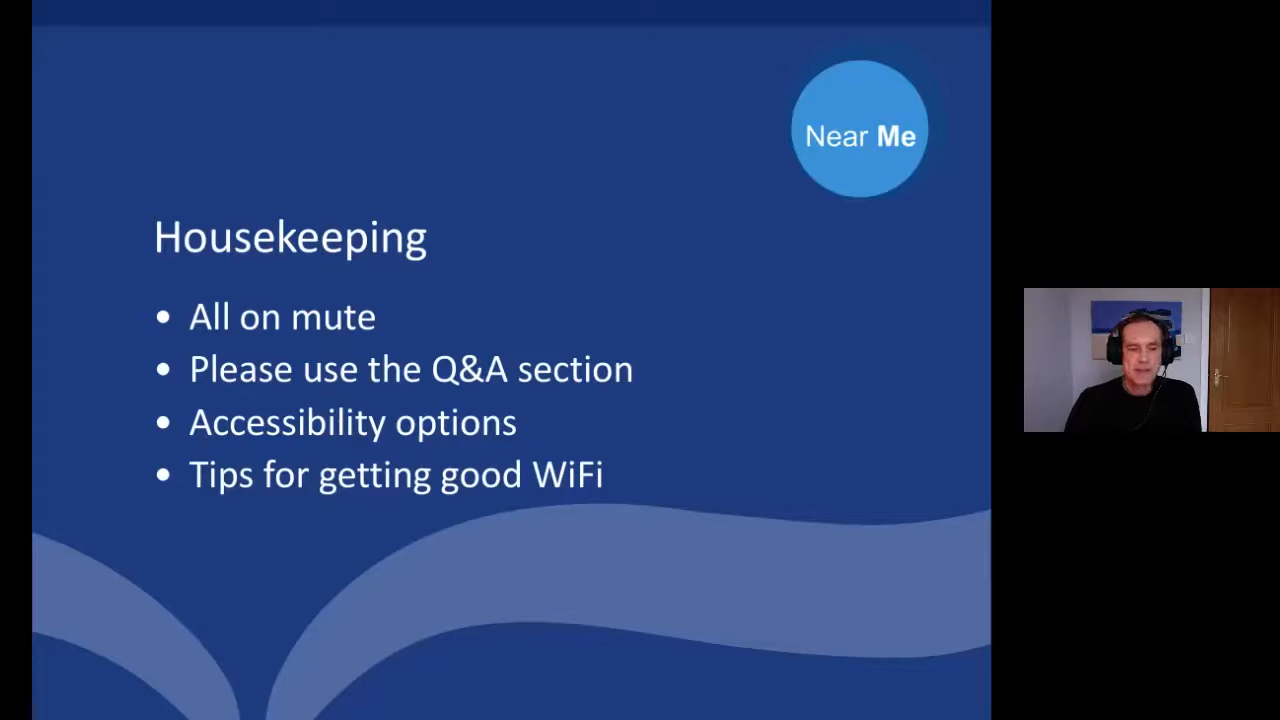 Near Me
Housekeeping
• All on mute
• Please use the Q&A section
• Accessibility options
• Tips for getting good WiFi